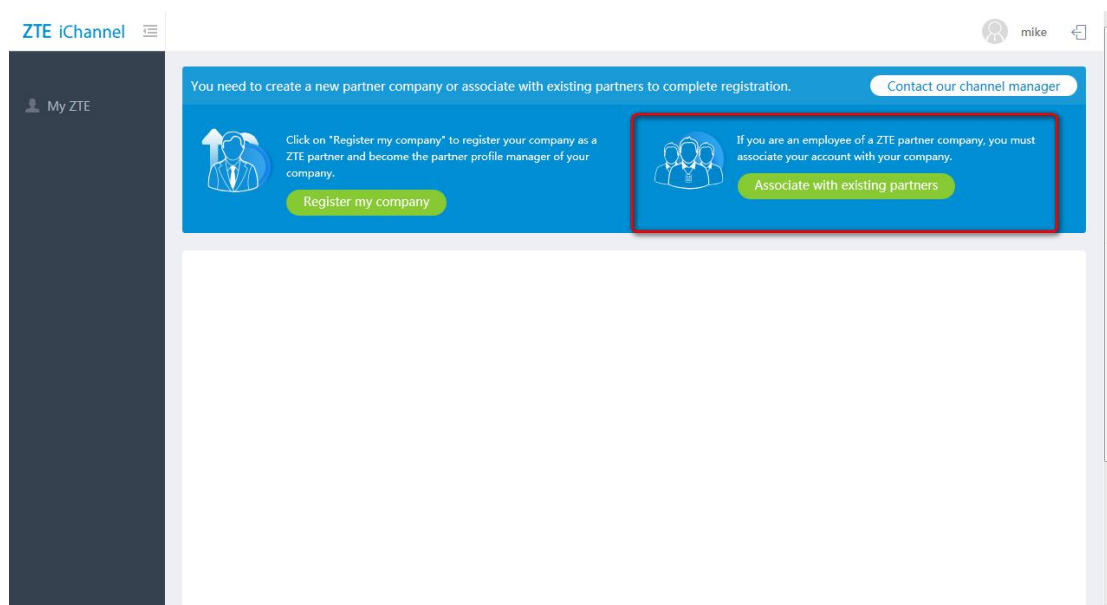 ZTE iChannel
mike
My ZTE
You need to create a new partner company or associate with existing partners to complete registration.
Contact our channel manager
Click on "Register my company" to register your company as a
ZTE partner and become the partner profile manager of your
company.
Register my company
If you are an employee of a ZTE partner company, you must
associate your account with your company.
Associate with existing partners